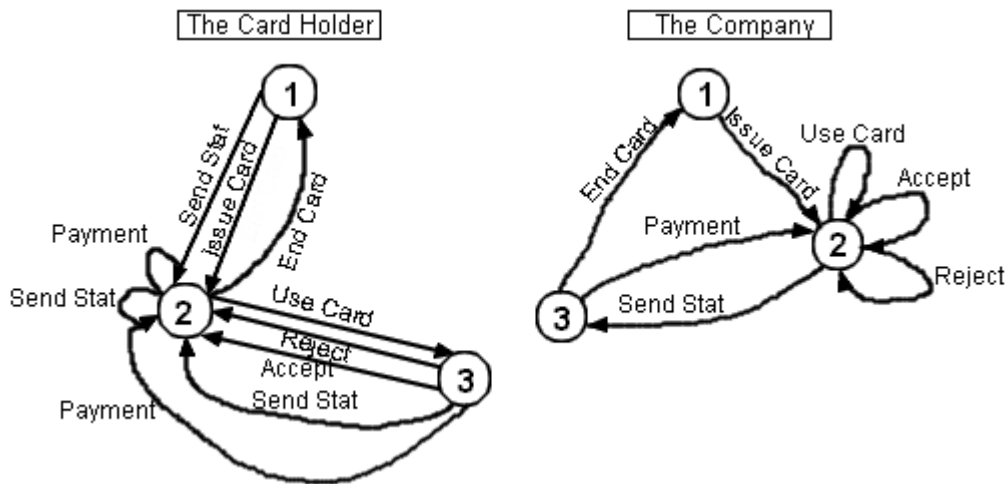 The Card Holder
1
Send Stat
issue Card
End Card
Payment
Send Stat
2
Use Card
Reject
Accept
Send Stat
3
Payment
The Company
1
End Card
Issue Card
Use Card
Accept
Payment
2
Reject
Send Stat
3